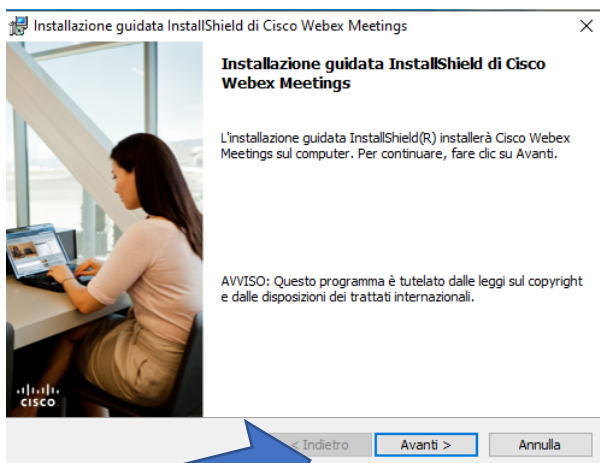 Installazione guidata InstallShield di Cisco Webex Meetings
Installazione guidata InstallShield di Cisco
Webex Meetings
L'installazione guidata InstallShield(R) installerà Cisco Webex
Meetings sul computer. Per continuare, fare clic su Avanti.
AVVISO: Questo programma è tutelato dalle leggi sul copyright
e dalle disposizioni dei trattati internazionali.
CISCO
< Indietro Avanti > Annulla